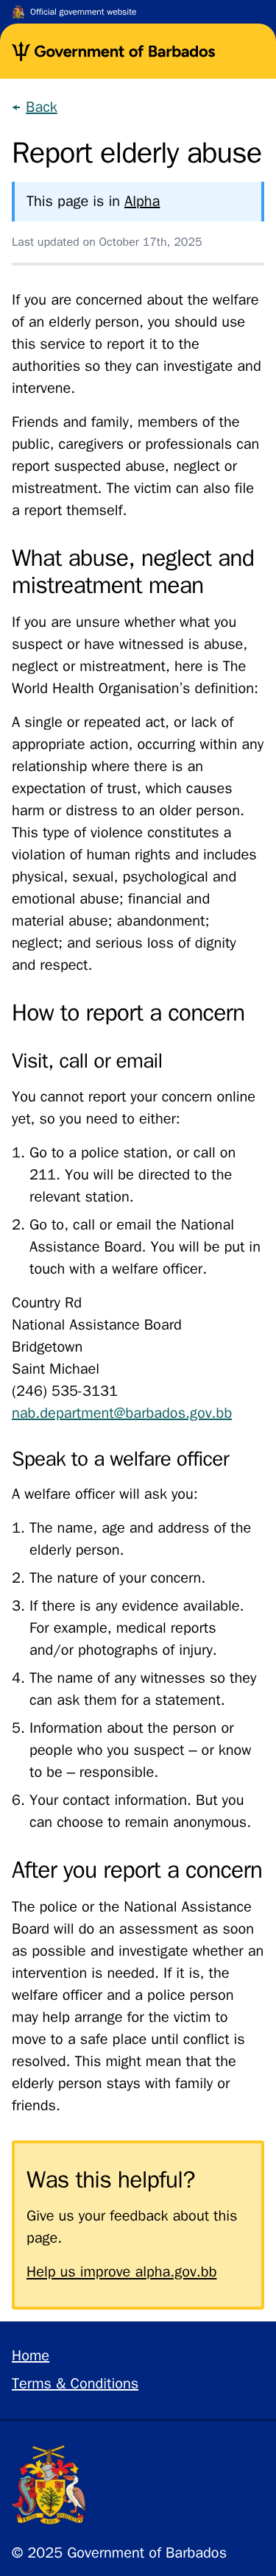 Official government website
Government of Barbados
Back
Report elderly abuse
This page is in Alpha
Last updated on October 17th, 2025
If you are concerned about the welfare
of an elderly person, you should use
this service to report it to the
authorities so they can investigate and
intervene.
Friends and family, members of the
public, caregivers or professionals can
report suspected abuse, neglect or
mistreatment. The victim can also file
a report themself.
What abuse, neglect and
mistreatment mean
If you are unsure whether what you
suspect or have witnessed is abuse,
neglect or mistreatment, here is The
World Health Organisation’s definition:
A single or repeated act, or lack of
appropriate action, occurring within any
relationship where there is an
expectation of trust, which causes
harm or distress to an older person.
This type of violence constitutes a
violation of human rights and includes
physical, sexual, psychological and
emotional abuse; financial and
material abuse; abandonment;
neglect; and serious loss of dignity
and respect.
How to report a concern
Visit, call or email
You cannot report your concern online
yet, so you need to either:
1. Go to a police station, or call on
211. You will be directed to the
relevant station.
2. Go to, call or email the National
Assistance Board. You will be put in
touch with a welfare officer.
Country Rd
National Assistance Board
Bridgetown
Saint Michael
(246) 535-3131
nab.department@barbados.gov.bb
Speak to a welfare officer
A welfare officer will ask you:
1. The name, age and address of the
elderly person.
2. The nature of your concern.
3. If there is any evidence available.
For example, medical reports
and/or photographs of injury.
4. The name of any witnesses so they
can ask them for a statement.
5. Information about the person or
people who you suspect – or know
to be – responsible.
6. Your contact information. But you
can choose to remain anonymous.
After you report a concern
The police or the National Assistance
Board will do an assessment as soon
as possible and investigate whether an
intervention is needed. If it is, the
welfare officer and a police person
may help arrange for the victim to
move to a safe place until conflict is
resolved. This might mean that the
elderly person stays with family or
friends.
Was this helpful?
Give us your feedback about this
page.
Help us improve alpha.gov.bb
Home
Terms & Conditions
© 2025 Government of Barbados